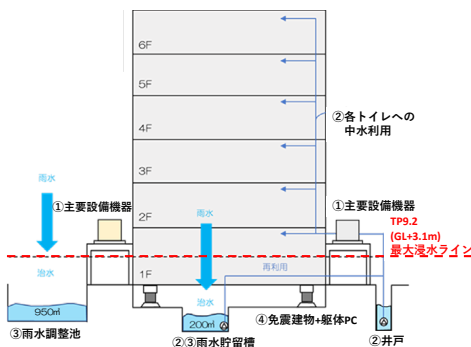 6F
5F
②各トイレへの
中水利用
4F
3F
雨水
①主要設備機器
2F
雨水
①主要設備機器
TP9.2
(GL+3.1m)
最大浸水ライン
治水
1F
再利用
治水
950㎥
200㎥
④免震建物+躯体PC
③雨水調整池
②③雨水貯留槽
②井戸